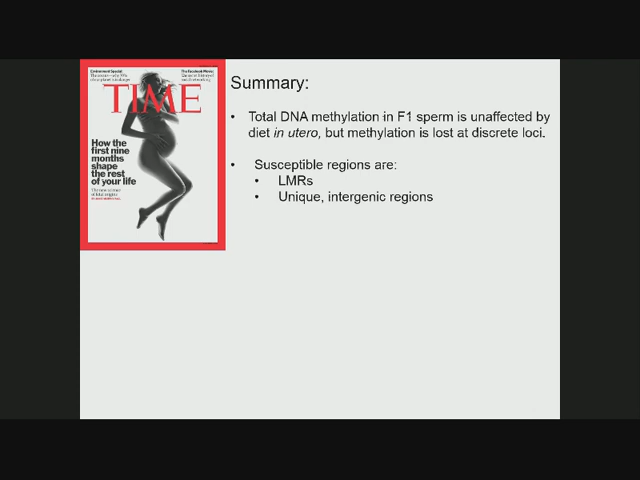 TIME
How the
first nine
months
shape
the rest
of your life
Summary:
• Total DNA methylation in F1 sperm is unaffected by
diet in utero, but methylation is lost at discrete loci.
• Susceptible regions are:
• LMRs
• Unique, intergenic regions